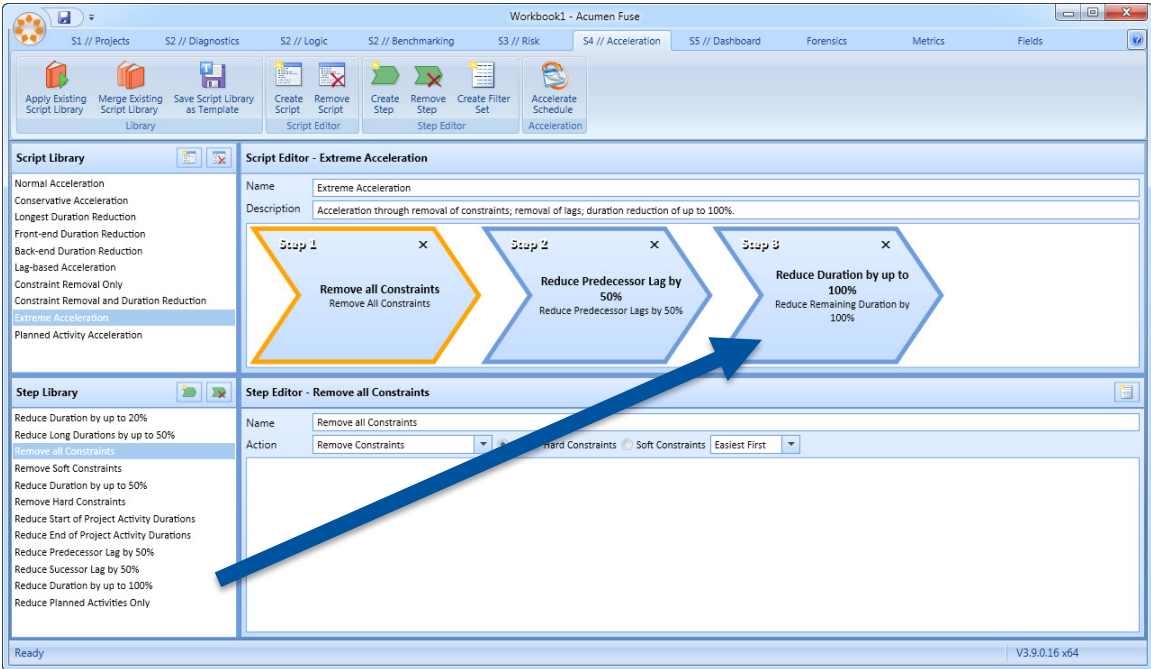 Workbook1 - Acumen Fuse
S1 // Projects
S2 // Diagnostics
S2 // Logic
S2 // Benchmarking
S3 // Risk
S4 // Acceleration
S5 // Dashboard
Forensics
Metrics
Fields
Apply Existing
Script Library
Merge Existing
Script Library
Save Script Library
as Template
Library
Create
Script
Remove
Script
Script Editor
Create
Step
Remove
Step
Create Filter
Set
Step Editor
Accelerate
Schedule
Acceleration
Script Library
Normal Acceleration
Conservative Acceleration
Longest Duration Reduction
Front-end Duration Reduction
Back-end Duration Reduction
Lag-based Acceleration
Constraint Removal Only
Constraint Removal and Duration Reduction
Extreme Acceleration
Planned Activity Acceleration
Script Editor - Extreme Acceleration
Name
Extreme Acceleration
Description
Acceleration through removal of constraints; removal of lags; duration reduction of up to 100%.
Step 1
Remove all Constraints
Remove All Constraints
Step 2
Reduce Predecessor Lag by
50%
Reduce Predecessor Lags by 50%
Step 3
Reduce Duration by up to
100%
Reduce Remaining Duration by
100%
Step Library
Reduce Duration by up to 20%
Reduce Long Durations by up to 50%
Remove all Constraints
Remove Soft Constraints
Reduce Duration by up to 50%
Remove Hard Constraints
Reduce Start of Project Activity Durations
Reduce End of Project Activity Durations
Reduce Predecessor Lag by 50%
Reduce Sucessor Lag by 50%
Reduce Duration by up to 100%
Reduce Planned Activities Only
Step Editor - Remove all Constraints
Name
Remove all Constraints
Action
Remove Constraints
Constraints
Soft Constraints
Easiest First
Ready
V3.9.0.16 x64